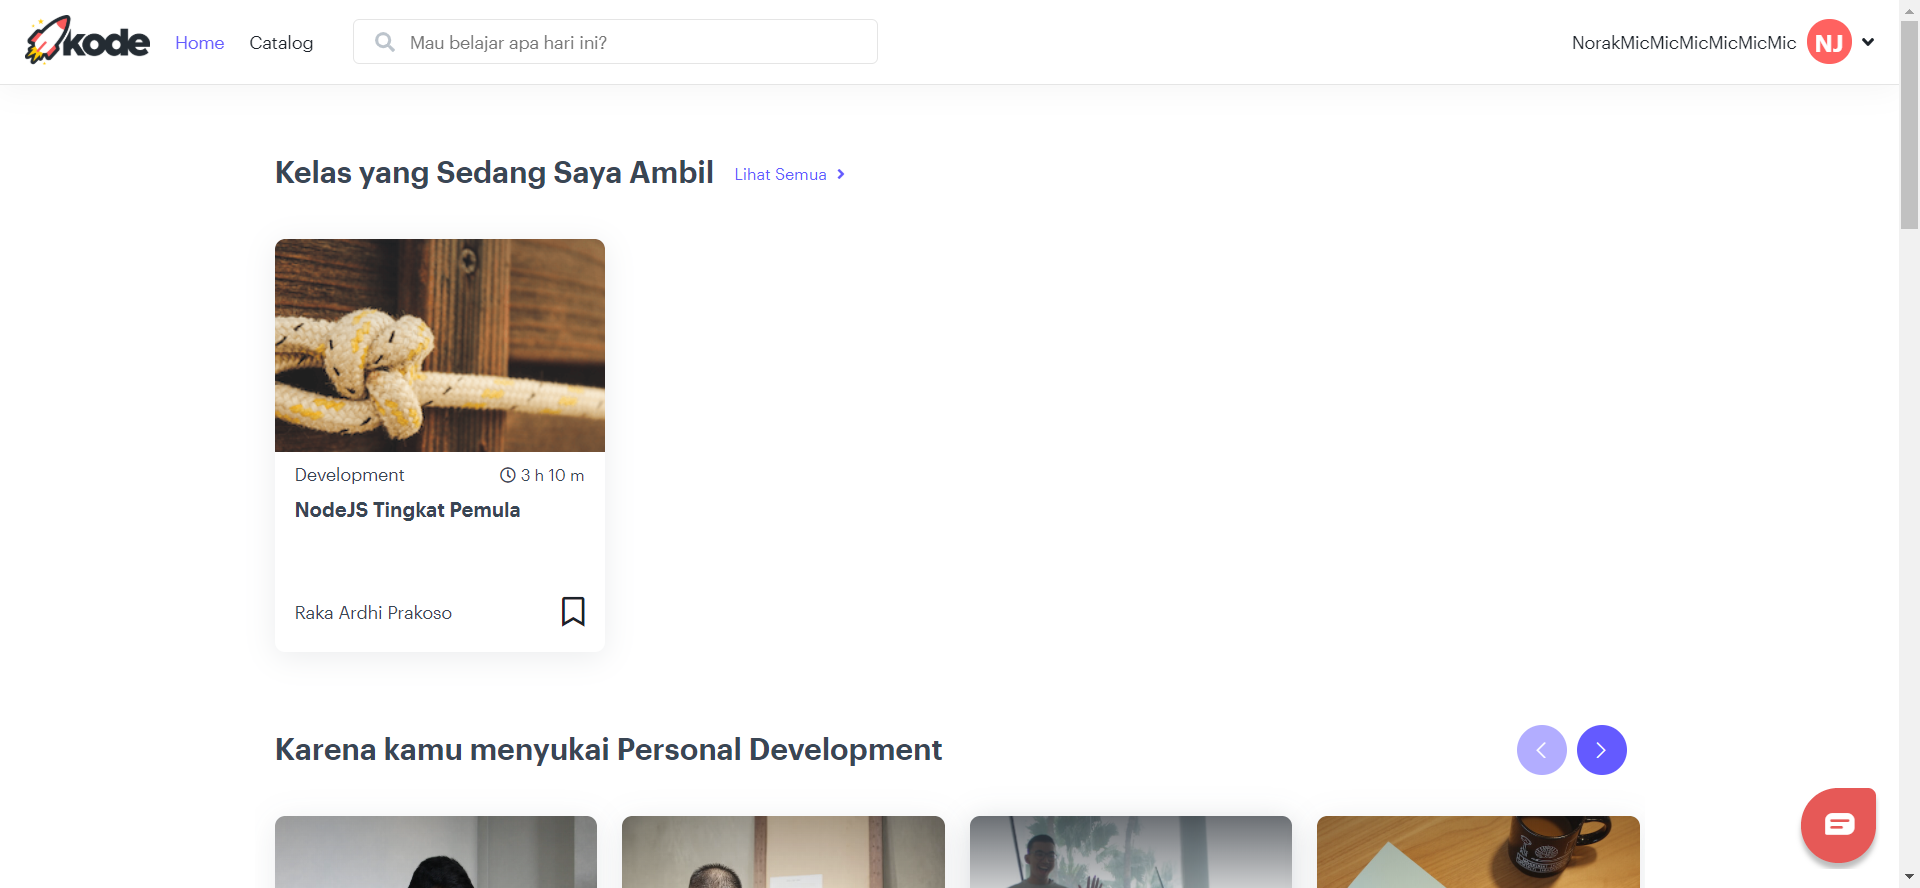 kode
Home
Catalog
Mau belajar apa hari ini?
NorakMicMicMicMicMicMic
NJ
Kelas yang Sedang Saya Ambil
Lihat Semua
Development
3 h 10 m
NodeJS Tingkat Pemula
Raka Ardhi Prakoso
Karena kamu menyukai Personal Development